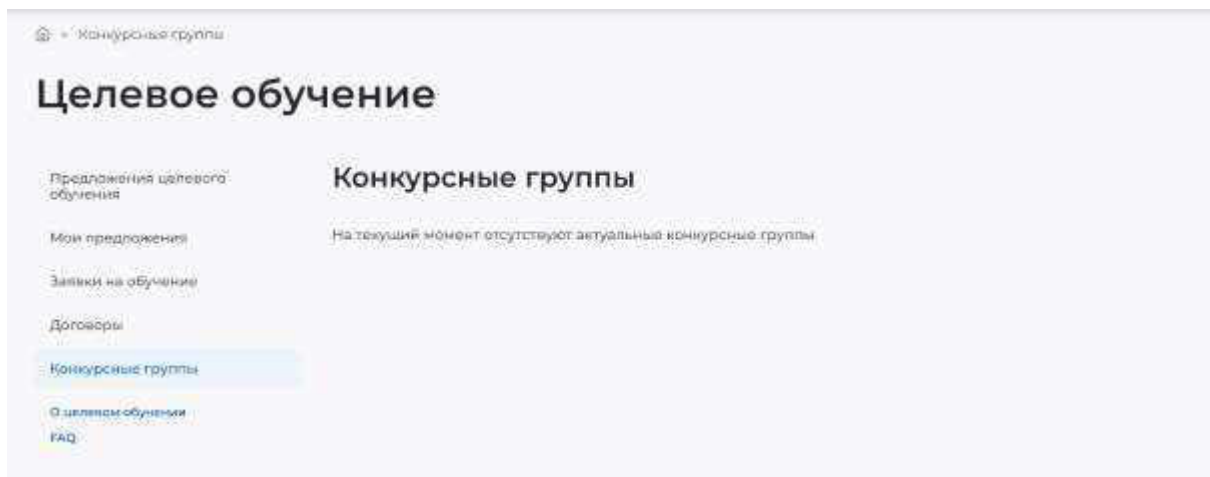 Конкурсные группы
Целевое обучение
Предложения целевого
обучения
Мои предложения
Заявки на обучение
Договоры
Конкурсные группы
О целевом обучении
FAQ
Конкурсные группы
На текущий момент отсутствуют актуальные конкурсные группы